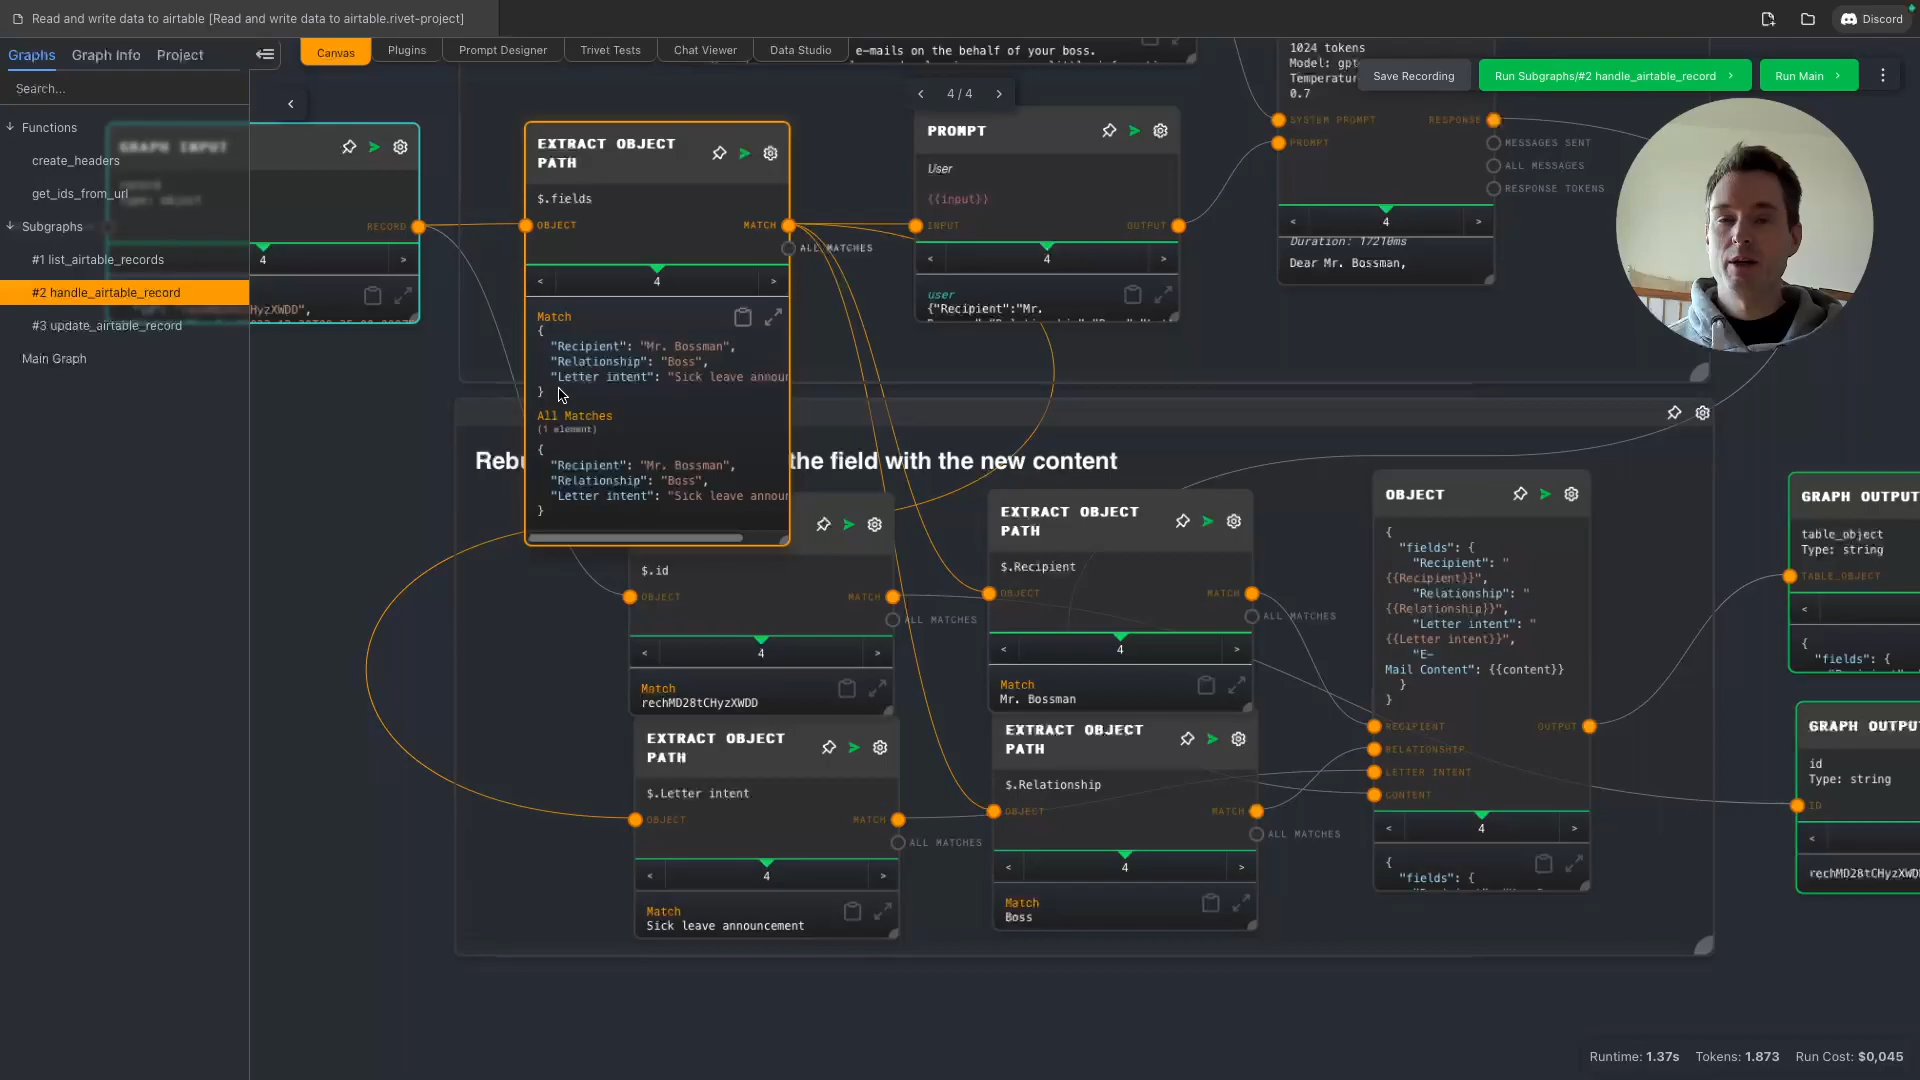 Read and write data to airtable [Read and write data to airtable.rivet-project]
Discord
Graphs
Graph Info
Project
Canvas
Plugins
Prompt Designer
Trivet Tests
Chat Viewer
Data Studio
e-mails on the behalf of your boss.
1024 tokens
Model: gpt
Temperatur
0.7
Save Recording
Run Subgraphs/#2 handle_airtable_record
Run Main
Search...
4 / 4
Functions
create_headers
get_ids_from_url
Subgraphs
#1 list_airtable_records
#2 handle_airtable_record
#3 update_airtable_record
Main Graph
GRAPH INPUT
RECORD
4 >
HyzXWDD",
EXTRACT OBJECT
PATH
$.fields
OBJECT
MATCH
ALL MATCHES
< 4 >
Match
{
"Recipient": "Mr. Bossman",
"Relationship": "Boss",
"Letter intent": "Sick leave annour
}
All Matches
(1 element)
{
"Recipient": "Mr. Bossman",
"Relationship": "Boss",
"Letter intent": "Sick leave annour
}
PROMPT
User
{{input}}
INPUT
OUTPUT
< 4 >
user
{"Recipient":"Mr.
SYSTEM PROMPT
RESPONSE
PROMPT
MESSAGES SENT
ALL MESSAGES
RESPONSE TOKENS
< 4 >
Duration: 17210ms
Dear Mr. Bossman,
Reb
the field with the new content
$.id
OBJECT
MATCH
ALL MATCHES
< 4 >
Match
rechMD28tCHyzXWDD
EXTRACT OBJECT
PATH
$.Recipient
OBJECT
MATCH
ALL MATCHES
< 4 >
Match
Mr. Bossman
EXTRACT OBJECT
PATH
$.Letter intent
OBJECT
MATCH
ALL MATCHES
< 4 >
Match
Sick leave announcement
EXTRACT OBJECT
PATH
$.Relationship
OBJECT
MATCH
ALL MATCHES
< 4 >
Match
Boss
OBJECT
{
"fields": {
"Recipient": "
{{Recipient}}",
"Relationship": "
{{Relationship}}",
"Letter intent": "
{{Letter intent}}",
"E-
Mail Content": {{content}}
}
}
RECIPIENT
OUTPUT
RELATIONSHIP
LETTER INTENT
CONTENT
< 4 >
{
"fields": {
GRAPH OUTPUT
table_object
Type: string
TABLE_OBJECT
<
{
"fields": {
GRAPH OUTPUT
id
Type: string
ID
<
rechMD28tCHyzXWD
Runtime: 1.37s Tokens: 1.873 Run Cost: $0,045